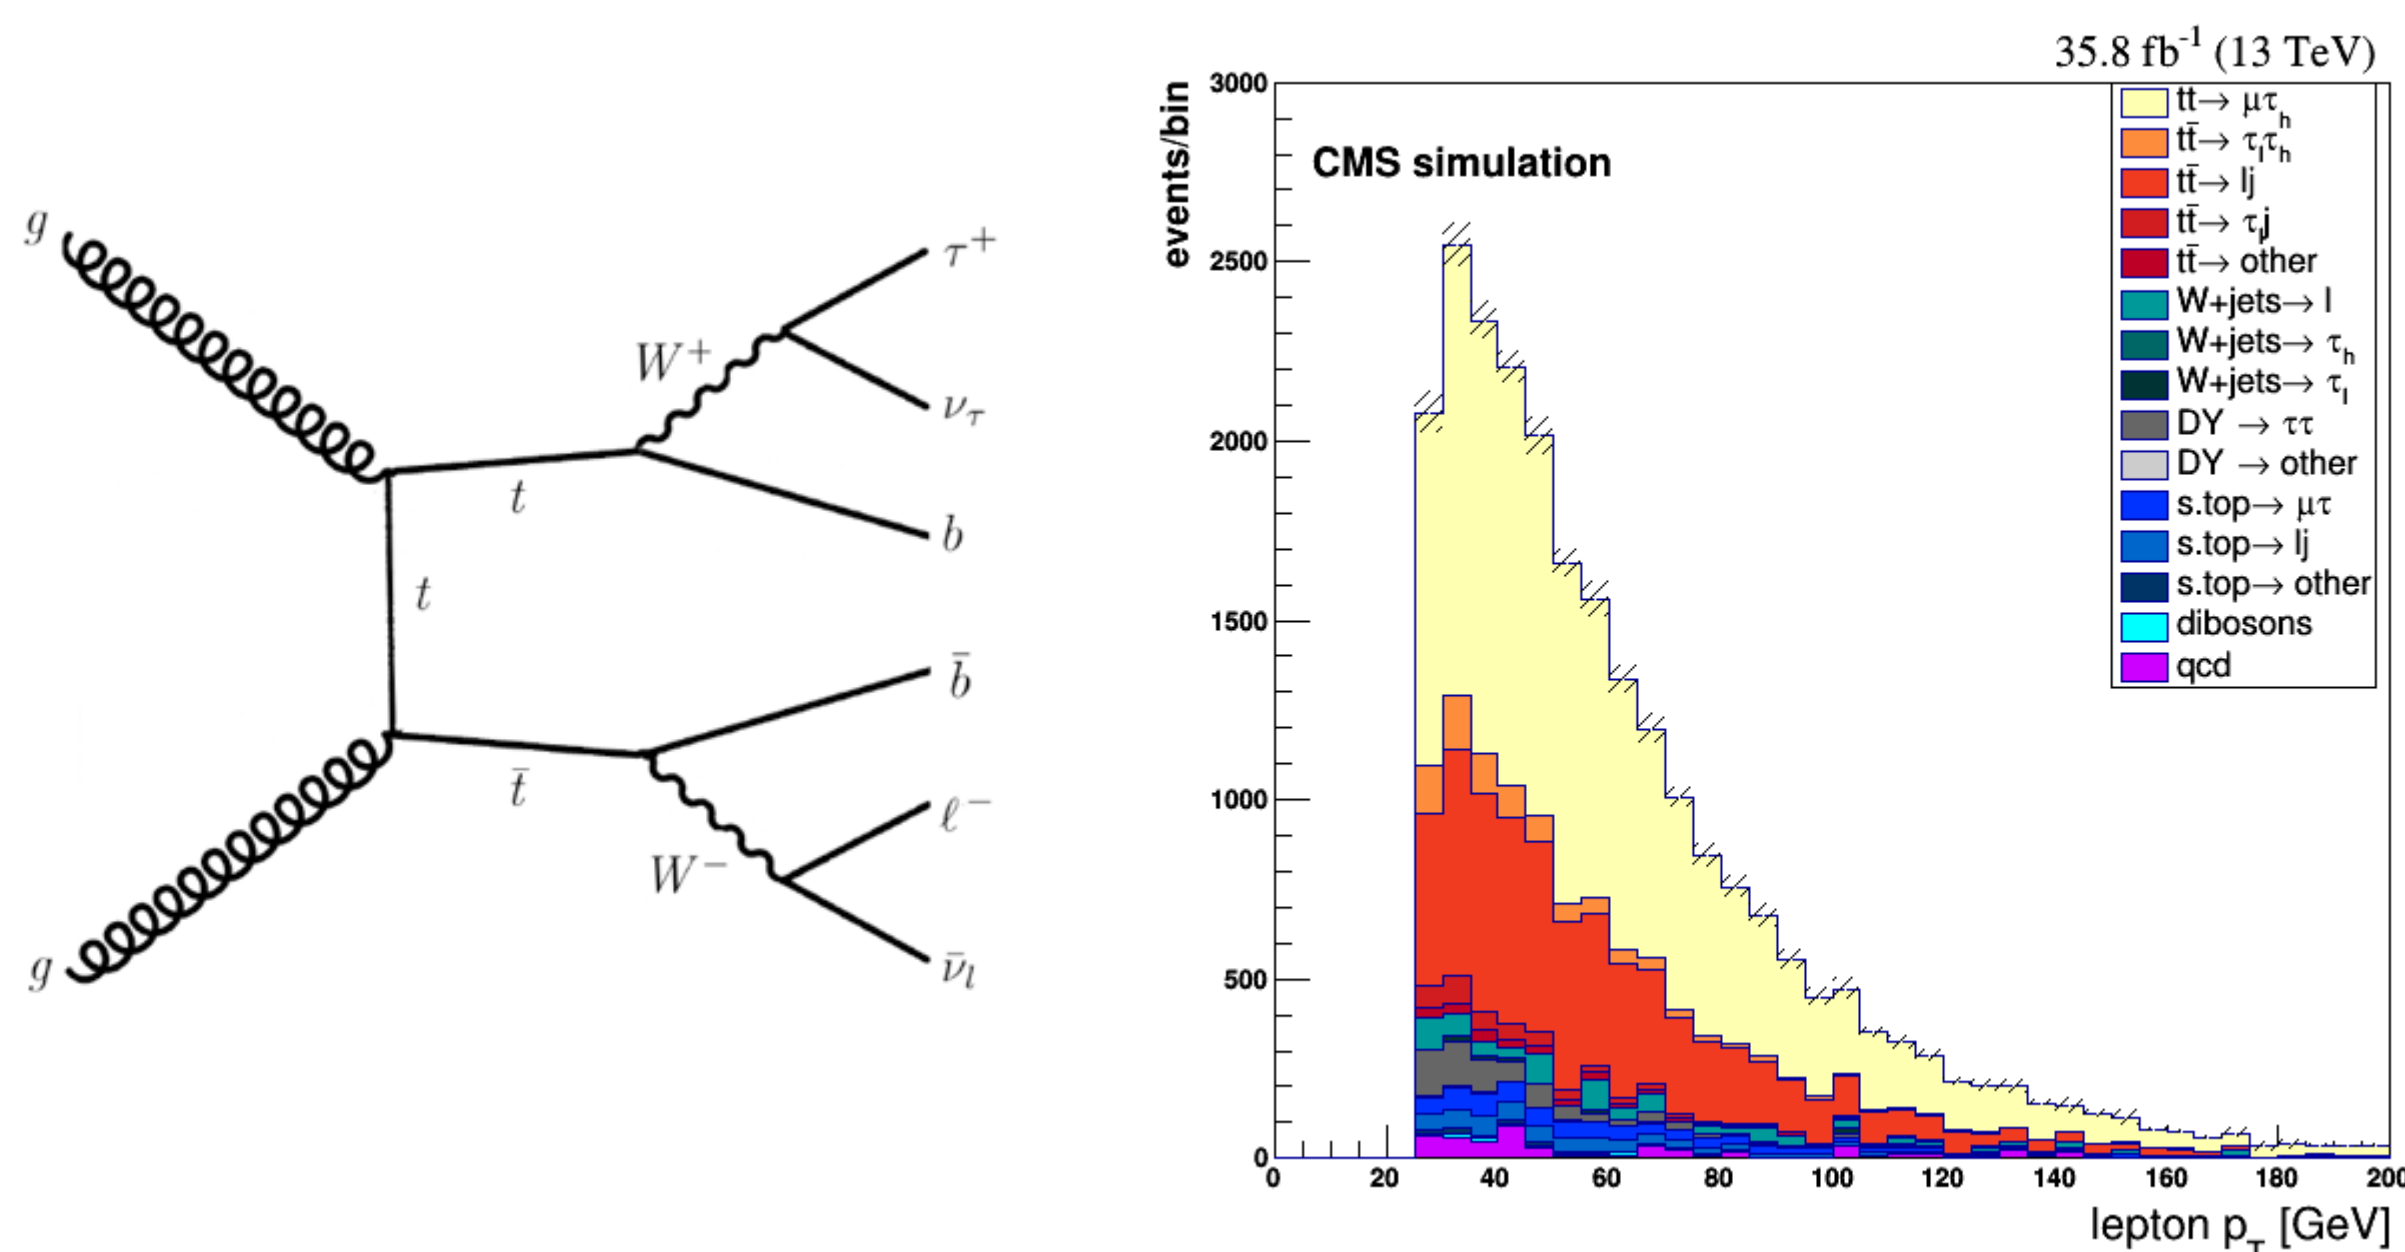 g
τ+
W+
ντ
t
b
t
b̄
t̄
ℓ−
W−
g
ν̄l
35.8 fb-1 (13 TeV)
events/bin
CMS simulation
3000
2500
2000
1500
1000
500
0
tt→ μτh
tt̄→ τlτh
tt̄→ lj
tt̄→ τlj
tt̄→ other
W+jets→ l
W+jets→ τh
W+jets→ τl
DY → ττ
DY → other
s.top→ μτ
s.top→ lj
s.top→ other
dibosons
qcd
0 20 40 60 80 100 120 140 160 180 200
lepton pT [GeV]